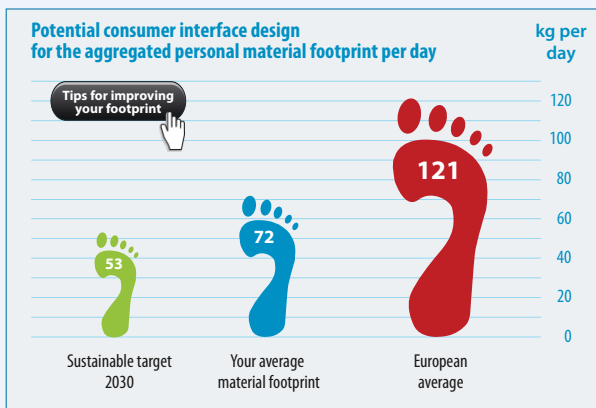 Potential consumer interface design
for the aggregated personal material footprint per day
kg per
day
Tips for improving
your footprint
120
100
80
60
40
20
0
53
72
121
Sustainable target
2030
Your average
material footprint
European
average